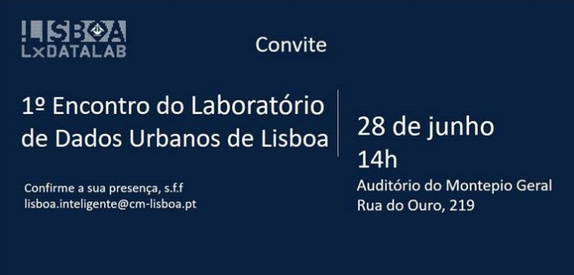 LISBOA
LxDATALAB
Convite
1º Encontro do Laboratório
de Dados Urbanos de Lisboa
28 de junho
14h
Auditório do Montepio Geral
Rua do Ouro, 219
Confirme a sua presença, s.f.f
lisboa.inteligente@cm-lisboa.pt